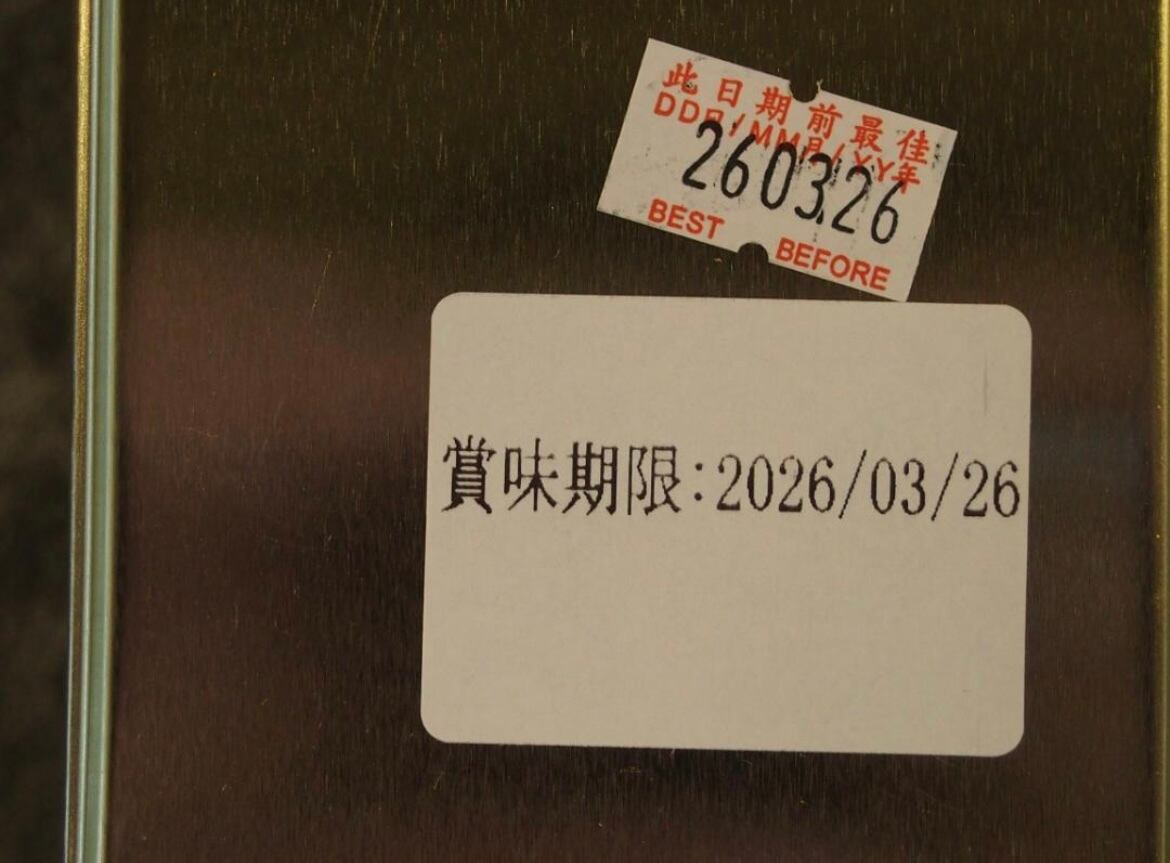 此日期前最佳
DD日/MM月/YY年
260326
BEST BEFORE
賞味期限:2026/03/26